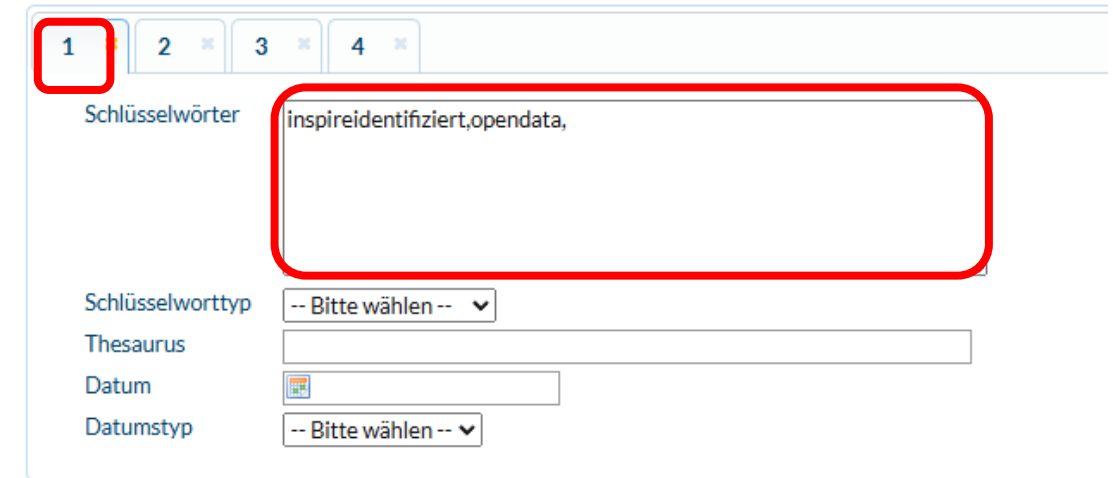 1 2 3 4
Schlüsselwörter inspireidentifiziert,opendata,
Schlüsselworttyp -- Bitte wählen --
Thesaurus
Datum
Datumstyp -- Bitte wählen --